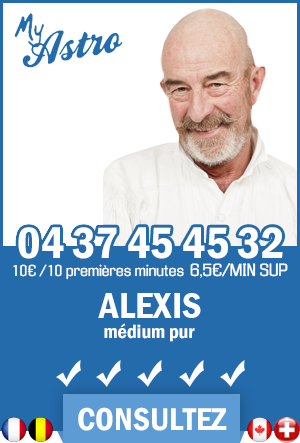 My
Astro
04 37 45 45 32
10€ /10 premières minutes 6,5€/MIN SUP
ALEXIS
médium pur
CONSULTEZ